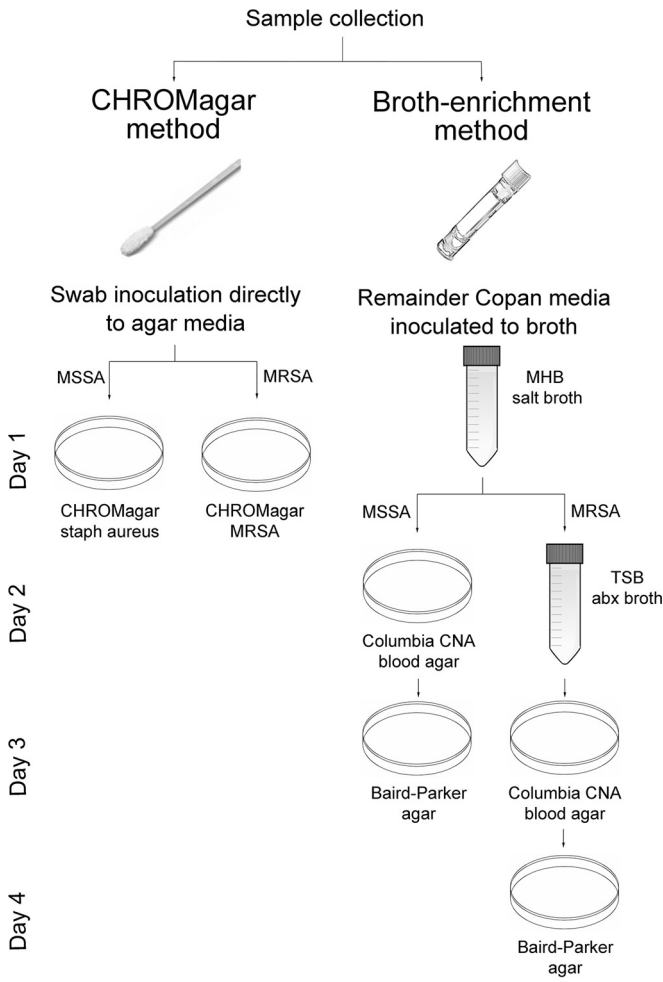 Sample collection
CHROMagar
method
Broth-enrichment
method
Swab inoculation directly
to agar media
Remainder Copan media
inoculated to broth
MSSA
MRSA
MHB
salt broth
Day 1
CHROMagar
staph aureus
CHROMagar
MRSA
MSSA
MRSA
Day 2
TSB
abx broth
Columbia CNA
blood agar
Day 3
Baird-Parker
agar
Columbia CNA
blood agar
Day 4
Baird-Parker
agar